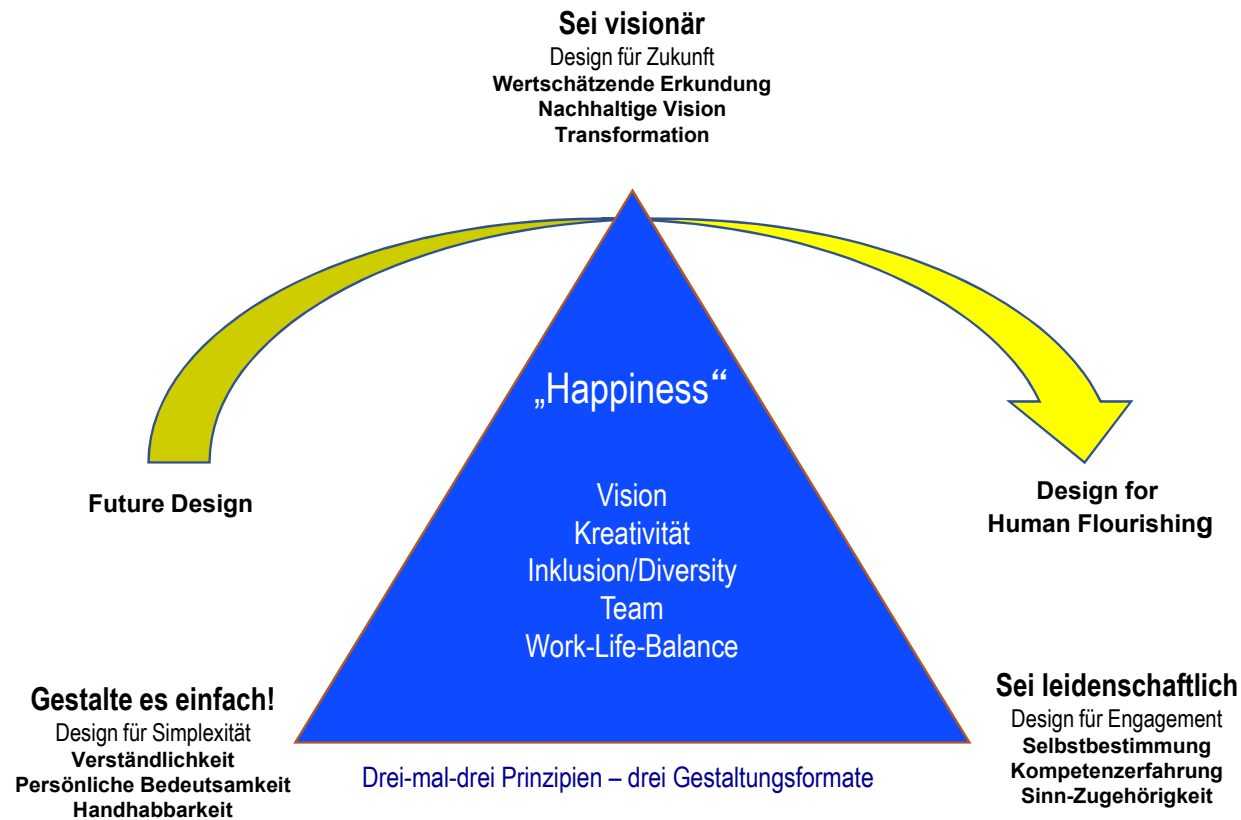 Sei visionär
Design für Zukunft
Wertschätzende Erkundung
Nachhaltige Vision
Transformation
„Happiness“
Vision
Kreativität
Inklusion/Diversity
Team
Work-Life-Balance
Future Design
Design for
Human Flourishing
Gestalte es einfach!
Design für Simplexität
Verständlichkeit
Persönliche Bedeutsamkeit
Handhabbarkeit
Drei-mal-drei Prinzipien – drei Gestaltungsformate
Sei leidenschaftlich
Design für Engagement
Selbstbestimmung
Kompetenzerfahrung
Sinn-Zugehörigkeit